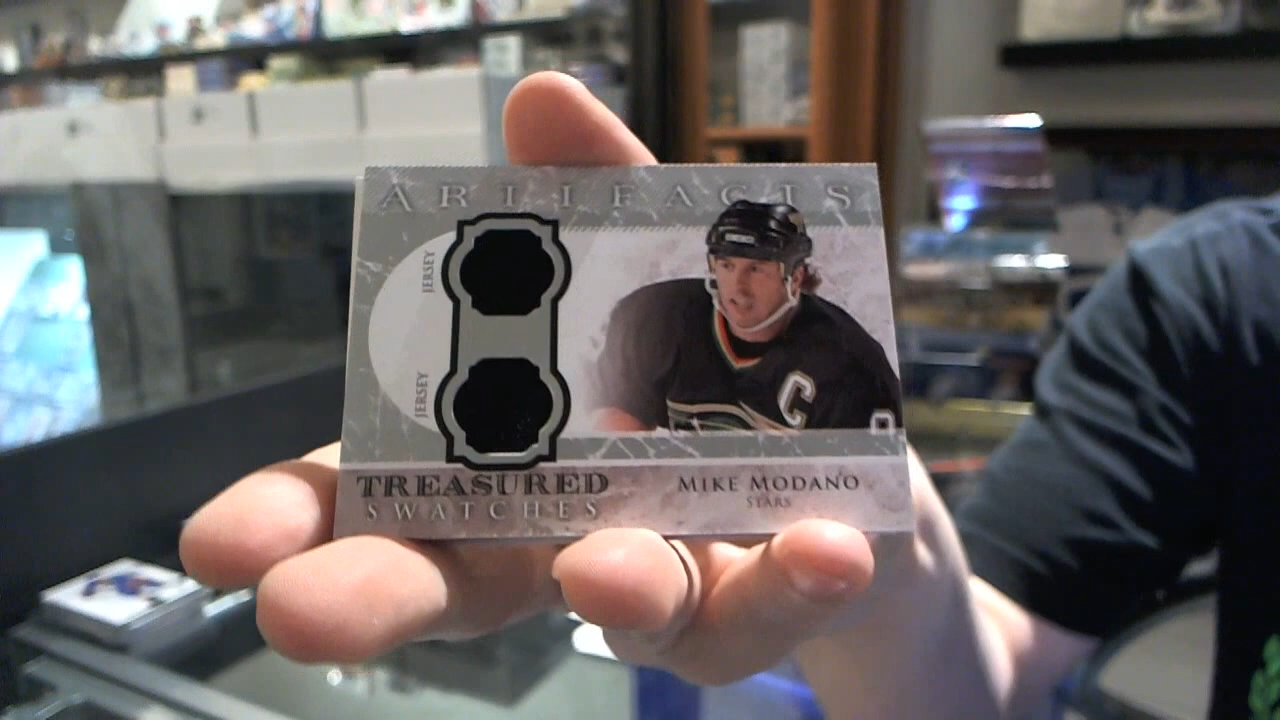 ARTIFACTS
JERSEY
JERSEY
C
TREASURED
SWATCHES
MIKE MODANO
STARS